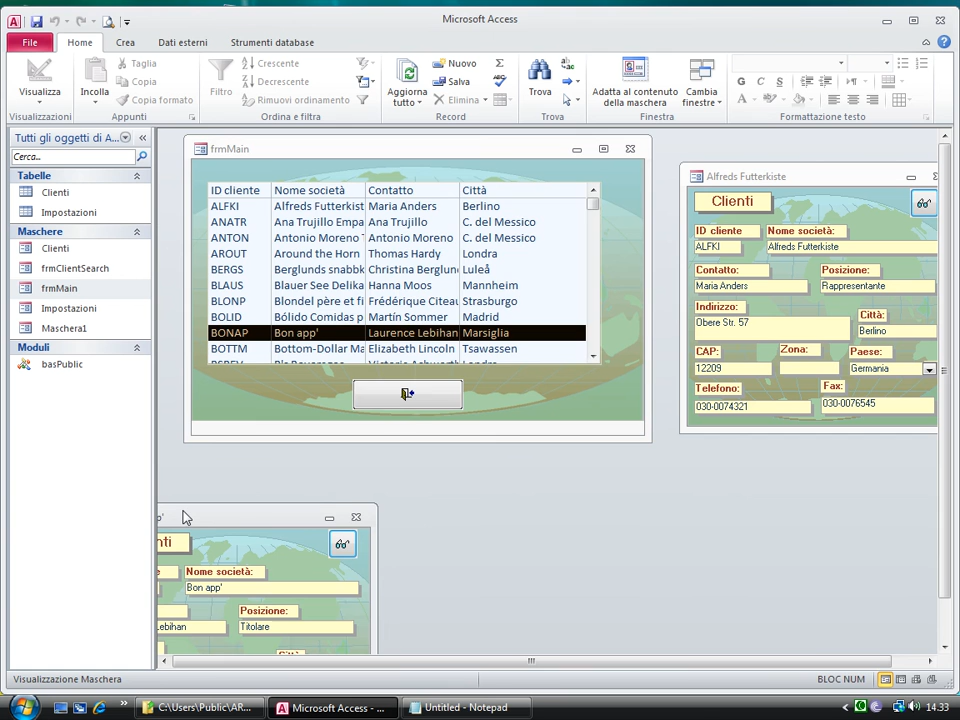 Microsoft Access
File Home Crea Dati esterni Strumenti database
Visualizza
Visualizzazioni
Incolla
Taglia
Copia
Copia formato
Appunti
Filtro
Crescente
Decrescente
Rimuovi ordinamento
Ordina e filtra
Aggiorna tutto
Nuovo
Salva
Elimina
Record
Trova
Trova
Adatta al contenuto
della maschera
Cambia
finestre
Finestra
G C S
A
Formattazione testo
Tutti gli oggetti di A...
Cerca...
Tabelle
Clienti
Impostazioni
Maschere
Clienti
frmClientSearch
frmMain
Impostazioni
Maschera1
Moduli
basPublic
frmMain
ID cliente Nome società Contatto Città
ALFKI Alfreds Futterkist Maria Anders Berlino
ANATR Ana Trujillo Empa Ana Trujillo C. del Messico
ANTON Antonio Moreno Antonio Moreno C. del Messico
AROUT Around the Horn Thomas Hardy Londra
BERGS Berglunds snabbk Christina Berglun Luleå
BLAUS Blauer See Delika Hanna Moos Mannheim
BLONP Blondel père et fi Frédérique Citeau Strasburgo
BOLID Bólido Comidas p Martín Sommer Madrid
BONAP Bon app' Laurence Lebihan Marsiglia
BOTTM Bottom-Dollar Ma Elizabeth Lincoln Tsawassen
Alfreds Futterkiste
Clienti
ID cliente Nome società:
ALFKI Alfreds Futterkiste
Contatto: Posizione:
Maria Anders Rappresentante
Indirizzo: Città:
Obere Str. 57 Berlino
CAP: Zona: Paese:
12209 Germania
Telefono: Fax:
030-0074321 030-0076545
p'
nti
e Nome società:
Bon app'
Posizione:
Lebihan Titolare
Città:
Visualizzazione Maschera BLOC NUM
C:\Users\Public\AR... Microsoft Access - ... Untitled - Notepad 14.33